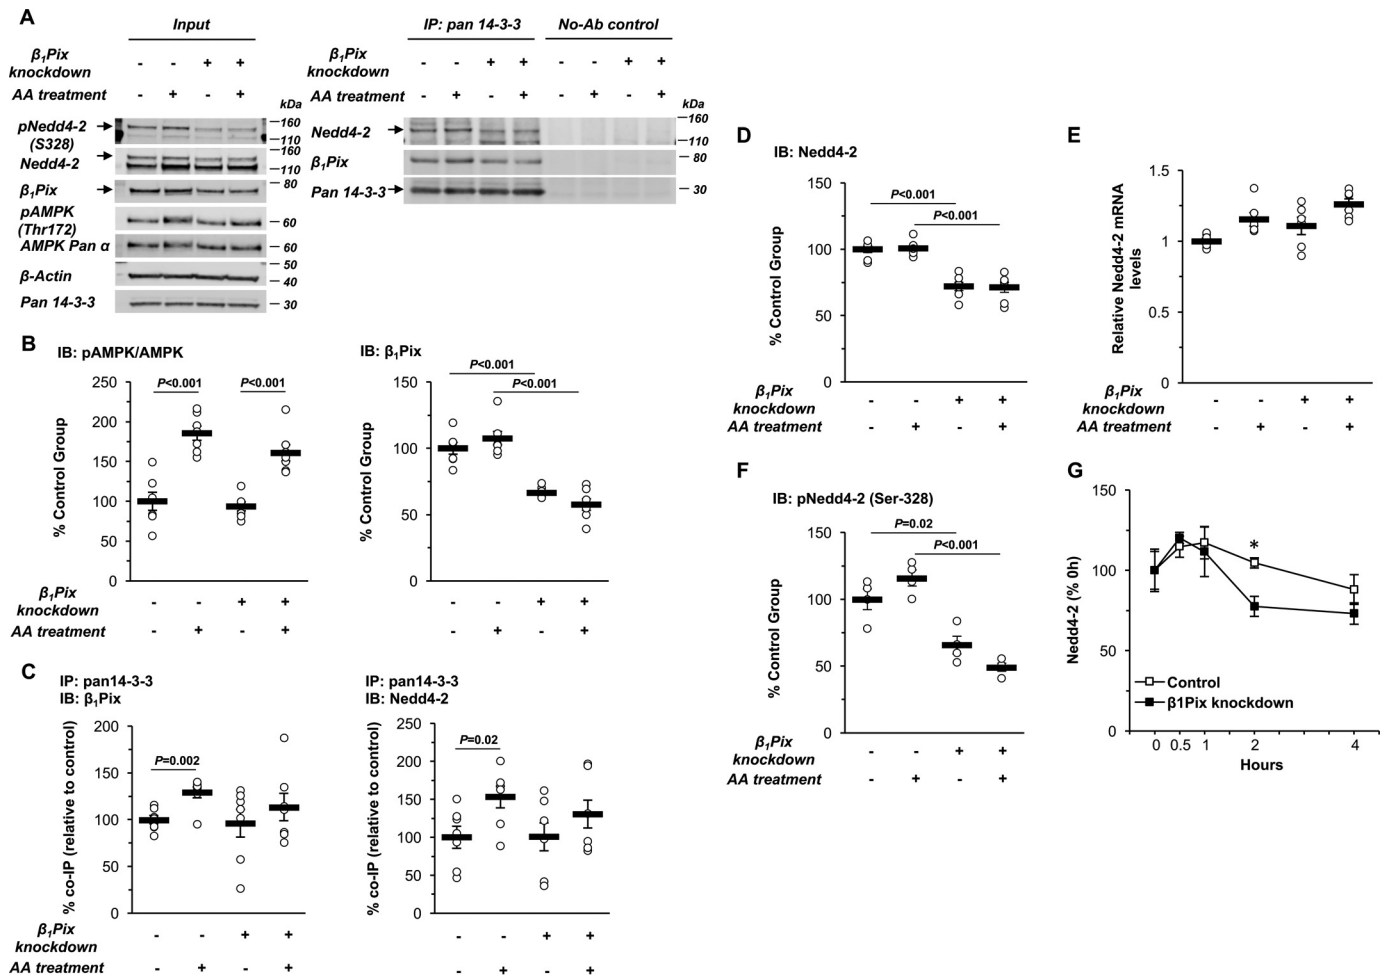 A
Input
IP: pan 14-3-3
No-Ab control
β1Pix
knockdown
- - + +
AA treatment
- + - +
kDa
pNedd4-2
(S328)
160
110
Nedd4-2
160
110
β1Pix
80
pAMPK
(Thr172)
60
AMPK Pan α
60
β-Actin
50
40
Pan 14-3-3
30
β1Pix
knockdown
- - + + - - + +
AA treatment
- + - + - + - +
kDa
Nedd4-2
160
110
β1Pix
80
Pan 14-3-3
30
B
IB: pAMPK/AMPK
% Control Group
250
200
150
100
50
0
P<0.001
P<0.001
IB: β1Pix
% Control Group
150
100
50
0
P<0.001
P<0.001
β1Pix
knockdown
- - + + - - + +
AA treatment
- + - + - + - +
C
IP: pan14-3-3
IB: β1Pix
% co-IP (relative to control)
200
150
100
50
0
P=0.002
IP: pan14-3-3
IB: Nedd4-2
% co-IP (relative to control)
250
200
150
100
50
0
P=0.02
β1Pix
knockdown
- - + + - - + +
AA treatment
- + - + - + - +
D
IB: Nedd4-2
% Control Group
150
100
50
0
P<0.001
P<0.001
β1Pix
knockdown
- - + +
AA treatment
- + - +
E
Relative Nedd4-2 mRNA
levels
1.5
1
0.5
0
- - + +
- + - +
F
IB: pNedd4-2 (Ser-328)
% Control Group
150
100
50
0
P=0.02
P<0.001
β1Pix
knockdown
- - + +
AA treatment
- + - +
G
Nedd4-2 (% 0h)
150
100
50
0
*
Control
β1Pix knockdown
0 0.5 1 2 4
Hours